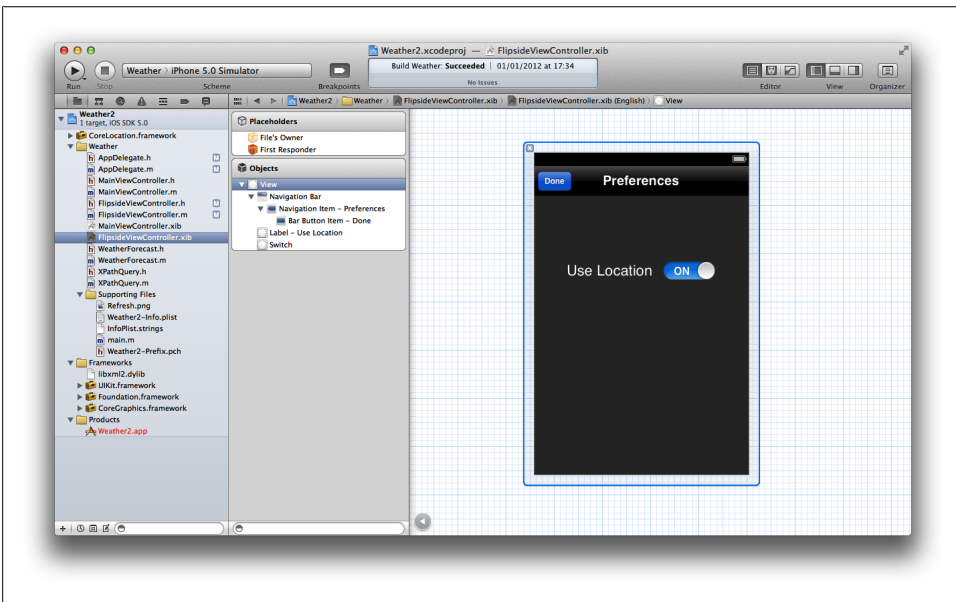 Weather2.xcodeproj — FlipsideViewController.xib
Weather › iPhone 5.0 Simulator
Build Weather: Succeeded | 01/01/2012 at 17:34
No Issues
Run Stop Scheme Breakpoints Editor View Organizer
Weather2 › Weather › FlipsideViewController.xib › FlipsideViewController.xib (English) › View
Weather2
1 target, iOS SDK 5.0
CoreLocation.framework
Weather
h AppDelegate.h
m AppDelegate.m
h MainViewController.h
m MainViewController.m
h FlipsideViewController.h
m FlipsideViewController.m
MainViewController.xib
FlipsideViewController.xib
h WeatherForecast.h
m WeatherForecast.m
h XPathQuery.h
m XPathQuery.m
Supporting Files
Refresh.png
Weather2-Info.plist
InfoPlist.strings
m main.m
h Weather2-Prefix.pch
Frameworks
libxml2.dylib
UIKit.framework
Foundation.framework
CoreGraphics.framework
Products
Weather2.app
Placeholders
File's Owner
First Responder
Objects
View
Navigation Bar
Navigation Item – Preferences
Bar Button Item – Done
Label – Use Location
Switch
Done
Preferences
Use Location
ON